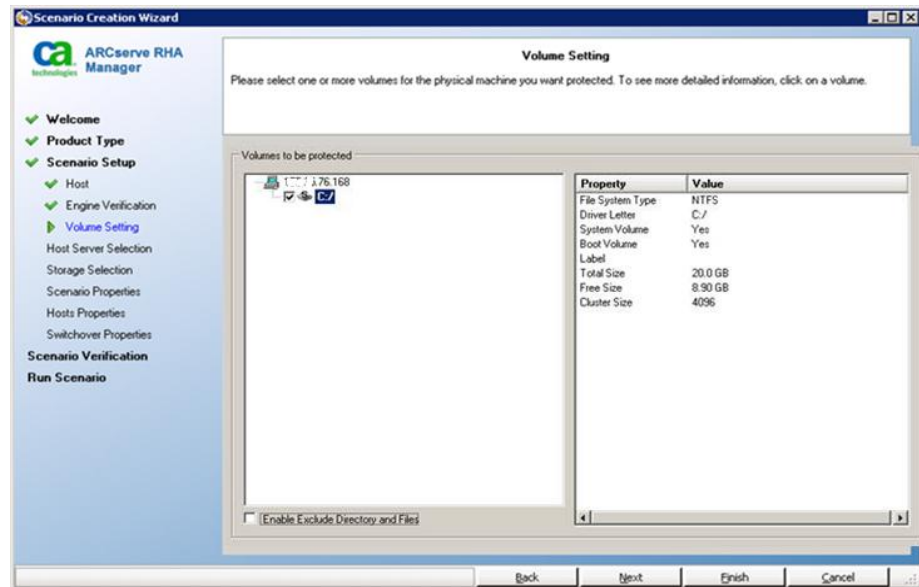 Scenario Creation Wizard
ca
technologies
ARCserve RHA
Manager
Welcome
Product Type
Scenario Setup
Host
Engine Verification
Volume Setting
Host Server Selection
Storage Selection
Scenario Properties
Hosts Properties
Switchover Properties
Scenario Verification
Run Scenario
Volume Setting
Please select one or more volumes for the physical machine you want protected. To see more detailed information, click on a volume.
Volumes to be protected
.76.168
C:/
Enable Exclude Directory and Files
Property Value
File System Type NTFS
Driver Letter C:/
System Volume Yes
Boot Volume Yes
Label
Total Size 20.0 GB
Free Size 8.90 GB
Cluster Size 4096
Back Next Finish Cancel